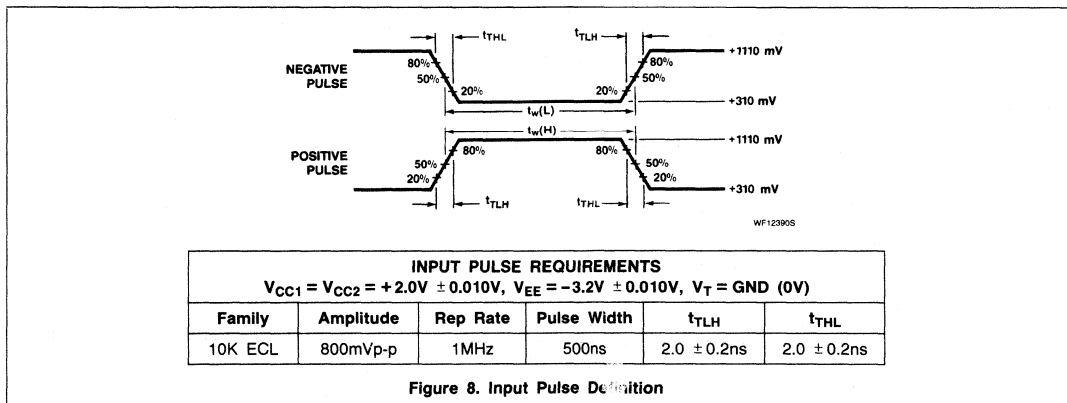 t_THL
t_TLH
+1110 mV
80%
80%
NEGATIVE
PULSE
50%
50%
20%
20%
+310 mV
t_w(L)
t_w(H)
+1110 mV
80%
80%
POSITIVE
PULSE
50%
50%
20%
20%
+310 mV
t_TLH
t_THL
WF12390S
INPUT PULSE REQUIREMENTS
V_CC1 = V_CC2 = +2.0V ±0.010V, V_EE = -3.2V ±0.010V, V_T = GND (0V)
Family Amplitude Rep Rate Pulse Width t_TLH t_THL
10K ECL 800mVp-p 1MHz 500ns 2.0 ±0.2ns 2.0 ±0.2ns
Figure 8. Input Pulse Definition